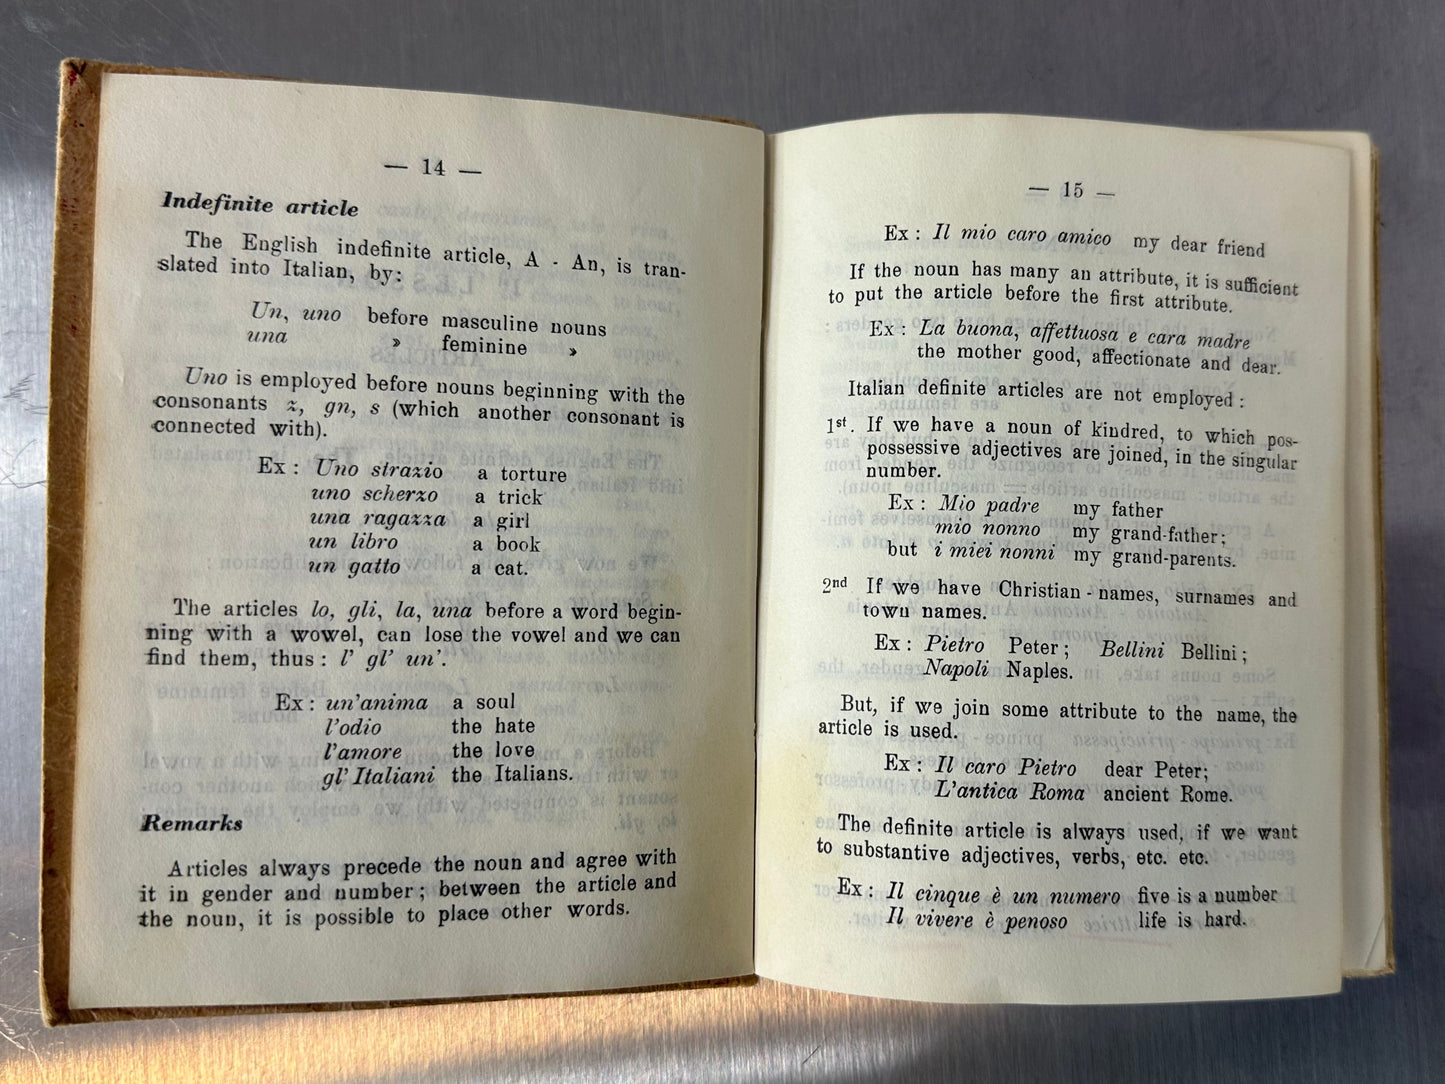 — 14 —
Indefinite article
The English indefinite article, A - An, is tran-
slated into Italian, by:
Un, uno before masculine nouns
una » feminine »
Uno is employed before nouns beginning with the
consonants z, gn, s (which another consonant is
connected with).
Ex : Uno strazio a torture
uno scherzo a trick
una ragazza a girl
un libro a book
un gatto a cat.
The articles lo, gli, la, una before a word begin-
ning with a wowel, can lose the vowel and we can
find them, thus : l' gl' un'.
Ex : un'anima a soul
l'odio the hate
l'amore the love
gl' Italiani the Italians.
Remarks
Articles always precede the noun and agree with
it in gender and number ; between the article and
the noun, it is possible to place other words.
— 15 —
Ex : Il mio caro amico my dear friend
If the noun has many an attribute, it is sufficient
to put the article before the first attribute.
Ex : La buona, affettuosa e cara madre
the mother good, affectionate and dear.
Italian definite articles are not employed :
1st. If we have a noun of kindred, to which pos-
possessive adjectives are joined, in the singular
number.
Ex : Mio padre my father
mio nonno my grand-father;
but i miei nonni my grand-parents.
2nd If we have Christian - names, surnames and
town names.
Ex : Pietro Peter ; Bellini Bellini ;
Napoli Naples.
But, if we join some attribute to the name, the
article is used.
Ex : Il caro Pietro dear Peter;
L'antica Roma ancient Rome.
The definite article is always used, if we want
to substantive adjectives, verbs, etc. etc.
Ex : Il cinque è un numero five is a number
Il vivere è penoso life is hard.